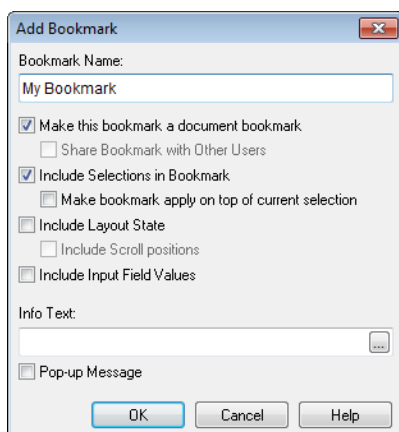 Add Bookmark
Bookmark Name:
My Bookmark
Make this bookmark a document bookmark
Share Bookmark with Other Users
Include Selections in Bookmark
Make bookmark apply on top of current selection
Include Layout State
Include Scroll positions
Include Input Field Values
Info Text:
...
Pop-up Message
OK Cancel Help